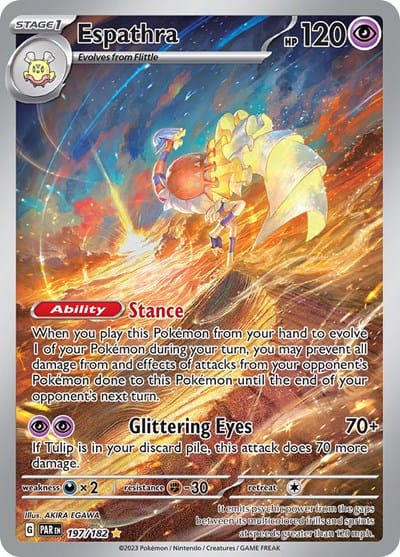 STAGE 1
Espathra
HP 120
Evolves from Flittle
Ability Stance
When you play this Pokémon from your hand to evolve
1 of your Pokémon during your turn, you may prevent all
damage from and effects of attacks from your opponent's
Pokémon done to this Pokémon until the end of your
opponent's next turn.
Glittering Eyes 70+
If Tulip is in your discard pile, this attack does 70 more
damage.
weakness × 2 resistance -30 retreat
Illus. AKIRA EGAWA
G PAR EN 197/182
It emits psychic power from the gaps
between its multicolored frills and sprints
at speeds greater than 120 mph.
©2023 Pokémon / Nintendo / Creatures / GAME FREAK